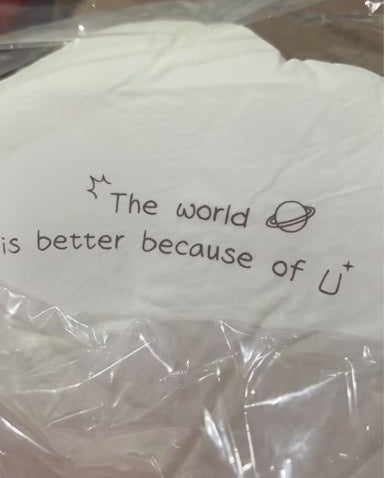 The world
is better because of U